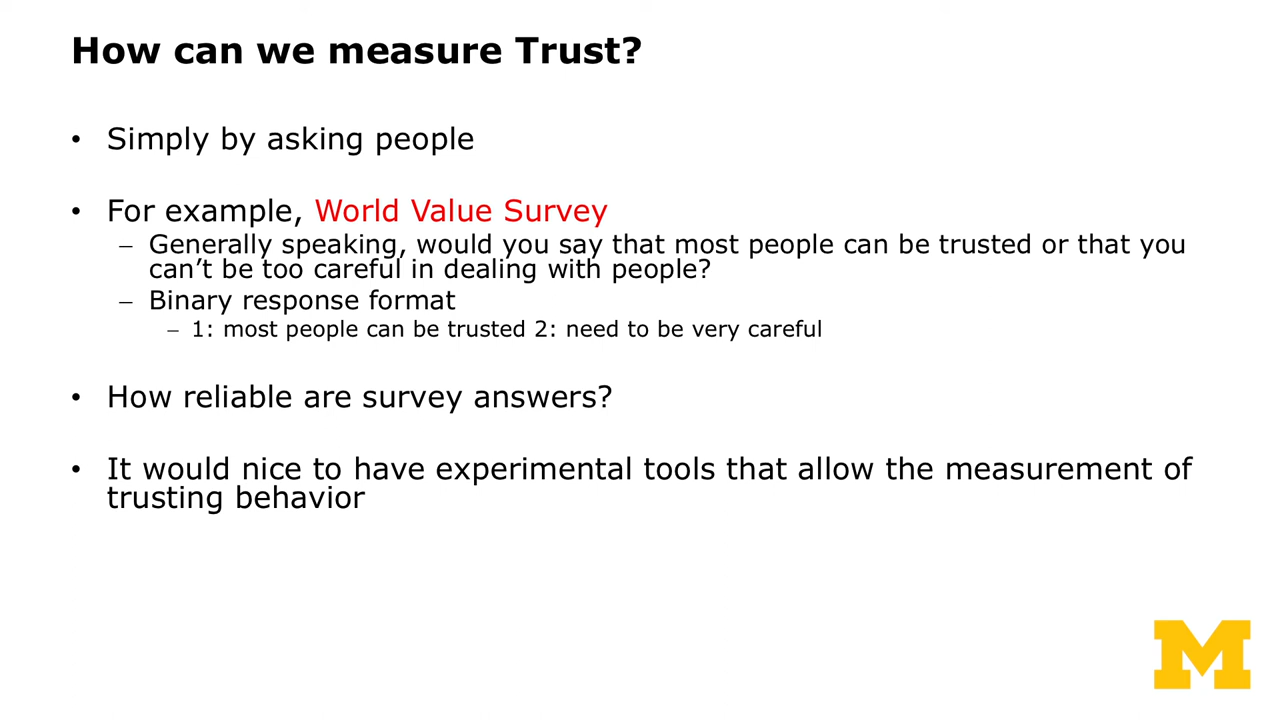 How can we measure Trust?
• Simply by asking people
• For example, World Value Survey
– Generally speaking, would you say that most people can be trusted or that you
can’t be too careful in dealing with people?
– Binary response format
– 1: most people can be trusted 2: need to be very careful
• How reliable are survey answers?
• It would nice to have experimental tools that allow the measurement of
trusting behavior
M